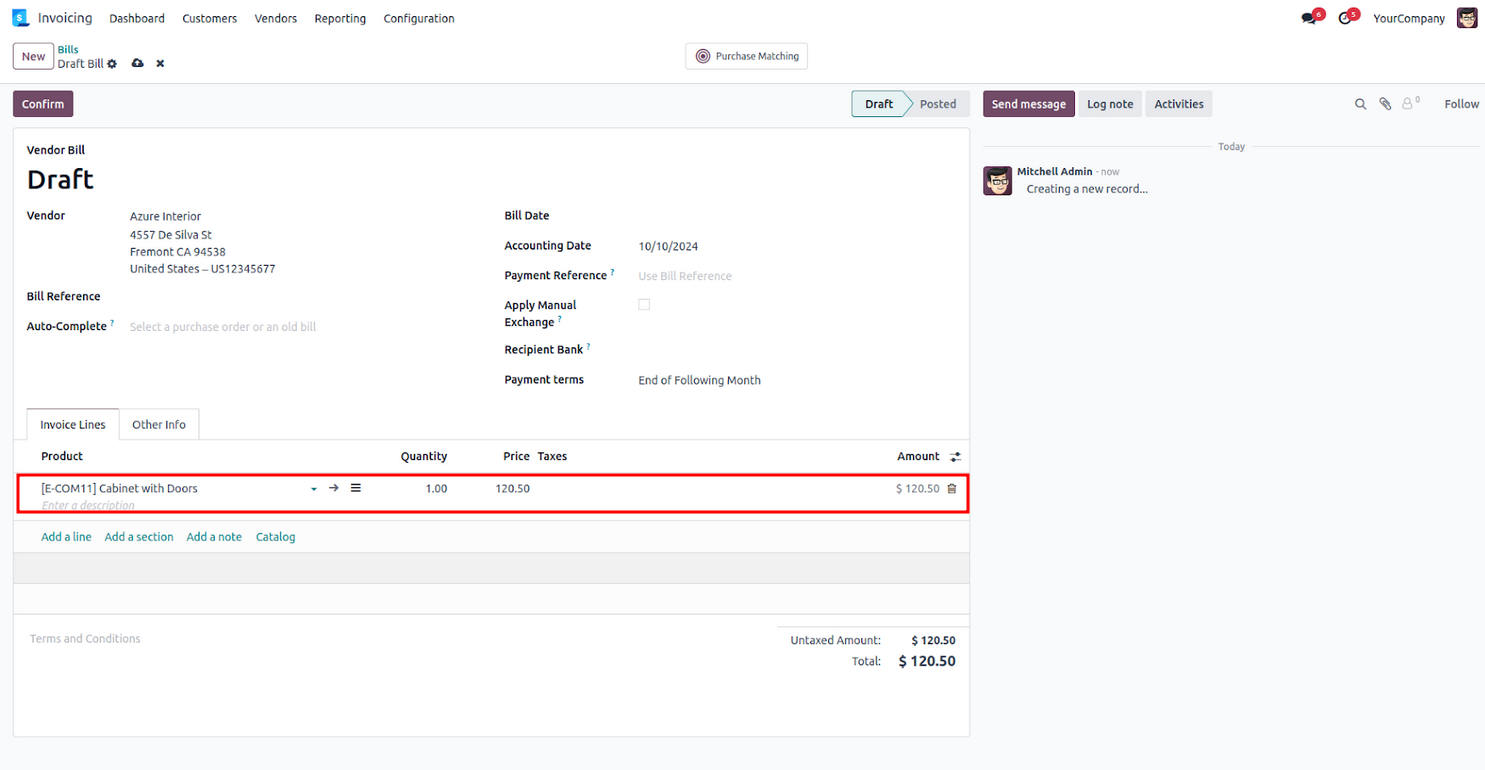 Invoicing Dashboard Customers Vendors Reporting Configuration 6 5 YourCompany
New Bills
Draft Bill
Purchase Matching
Confirm Draft Posted Send message Log note Activities 0 Follow
Today
Vendor Bill
Draft
Mitchell Admin - now
Creating a new record...
Vendor Azure Interior
4557 De Silva St
Fremont CA 94538
United States – US12345677
Bill Reference
Auto-Complete ? Select a purchase order or an old bill
Bill Date
Accounting Date 10/10/2024
Payment Reference ? Use Bill Reference
Apply Manual
Exchange ?
Recipient Bank ?
Payment terms End of Following Month
Invoice Lines Other Info
Product Quantity Price Taxes Amount
[E-COM11] Cabinet with Doors 1.00 120.50 $ 120.50
Enter a description
Add a line Add a section Add a note Catalog
Terms and Conditions
Untaxed Amount: $ 120.50
Total: $ 120.50